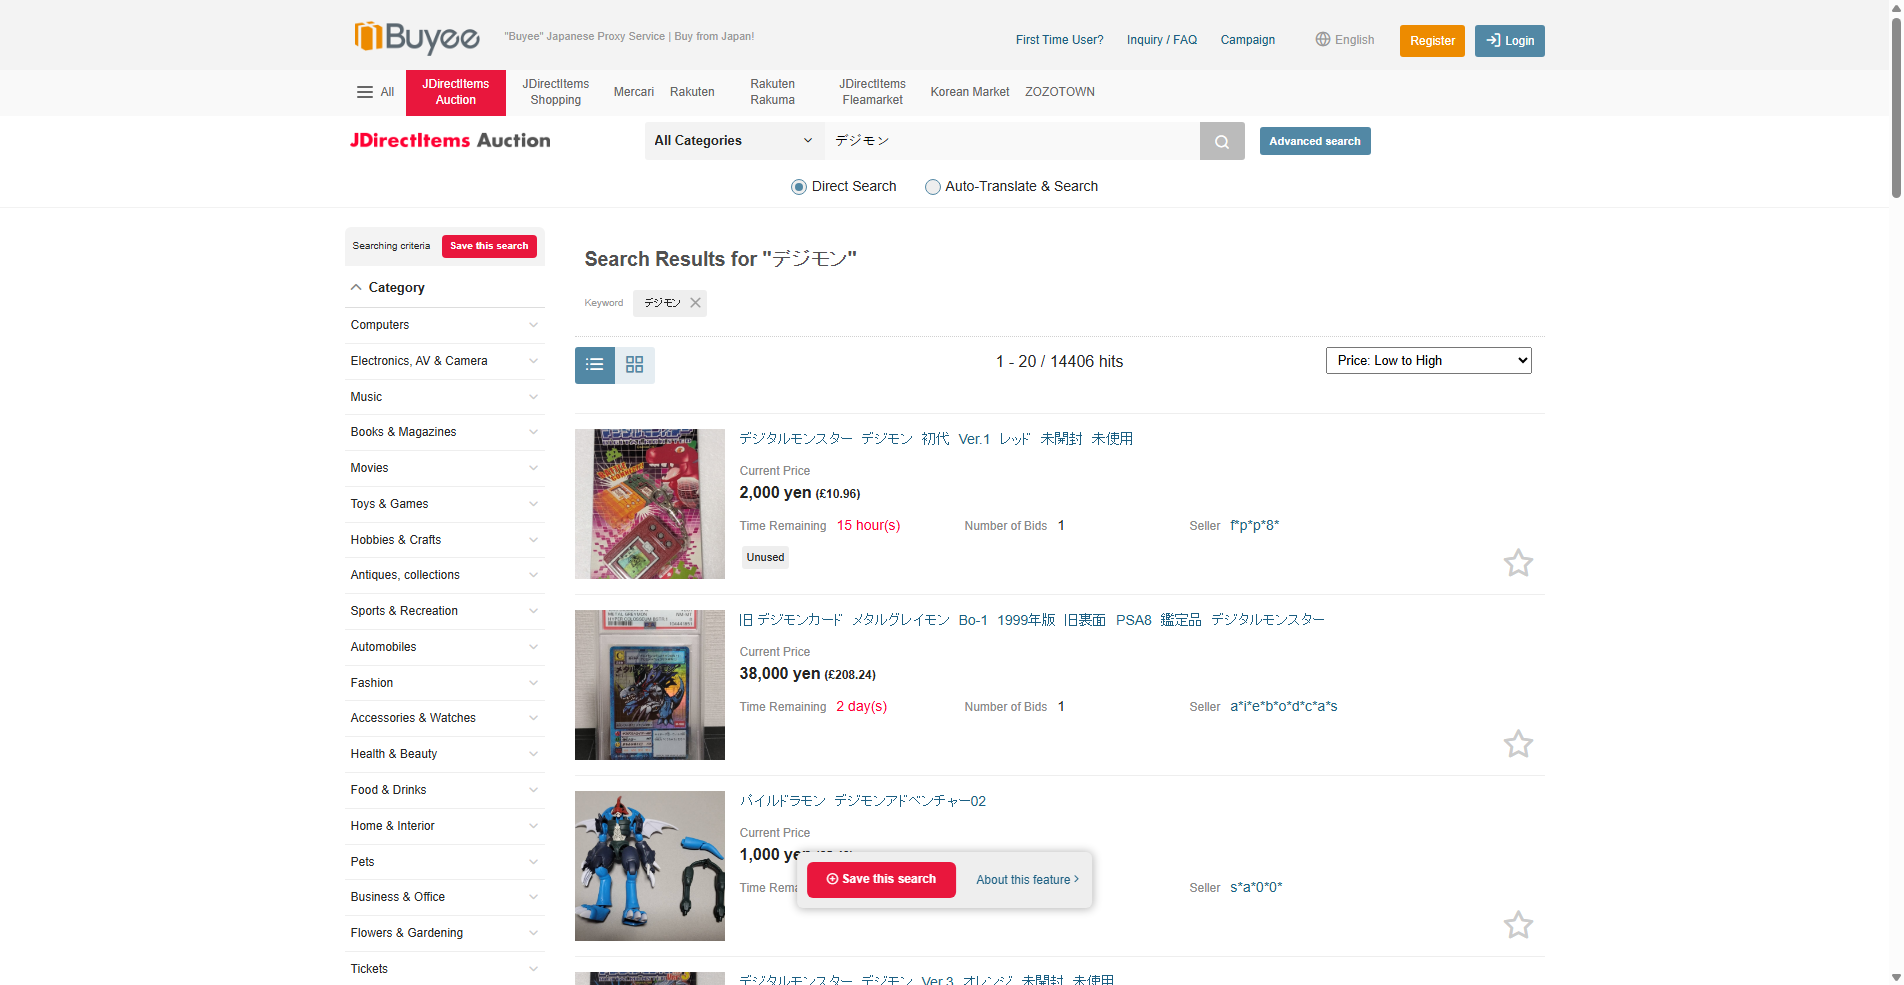 Buyee
"Buyee" Japanese Proxy Service | Buy from Japan!
First Time User?
Inquiry / FAQ
Campaign
English
Register
Login
All
JDirectItems Auction
JDirectItems Shopping
Mercari
Rakuten
Rakuten Rakuma
JDirectItems Fleamarket
Korean Market
ZOZOTOWN
JDirectItems Auction
All Categories
デジモン
Advanced search
Direct Search
Auto-Translate & Search
Searching criteria
Save this search
Category
Computers
Electronics, AV & Camera
Music
Books & Magazines
Movies
Toys & Games
Hobbies & Crafts
Antiques, collections
Sports & Recreation
Automobiles
Fashion
Accessories & Watches
Health & Beauty
Food & Drinks
Home & Interior
Pets
Business & Office
Flowers & Gardening
Tickets
Search Results for "デジモン"
Keyword
デジモン
1 - 20 / 14406 hits
Price: Low to High
デジタルモンスター デジモン 初代 Ver.1 レッド 未開封 未使用
Current Price
2,000 yen (£10.96)
Time Remaining 15 hour(s)
Number of Bids 1
Seller f*p*p*8*
Unused
旧 デジモンカード メタルグレイモン Bo-1 1999年版 旧裏面 PSA8 鑑定品 デジタルモンスター
Current Price
38,000 yen (£208.24)
Time Remaining 2 day(s)
Number of Bids 1
Seller a*i*e*b*o*d*c*a*s
パイルドラモン デジモンアドベンチャー02
Current Price
1,000 ye
Time Rema
Seller s*a*0*0*
Save this search
About this feature
デジタルモンスター デジモン Ver.3 オレンジ 未開封 未使用